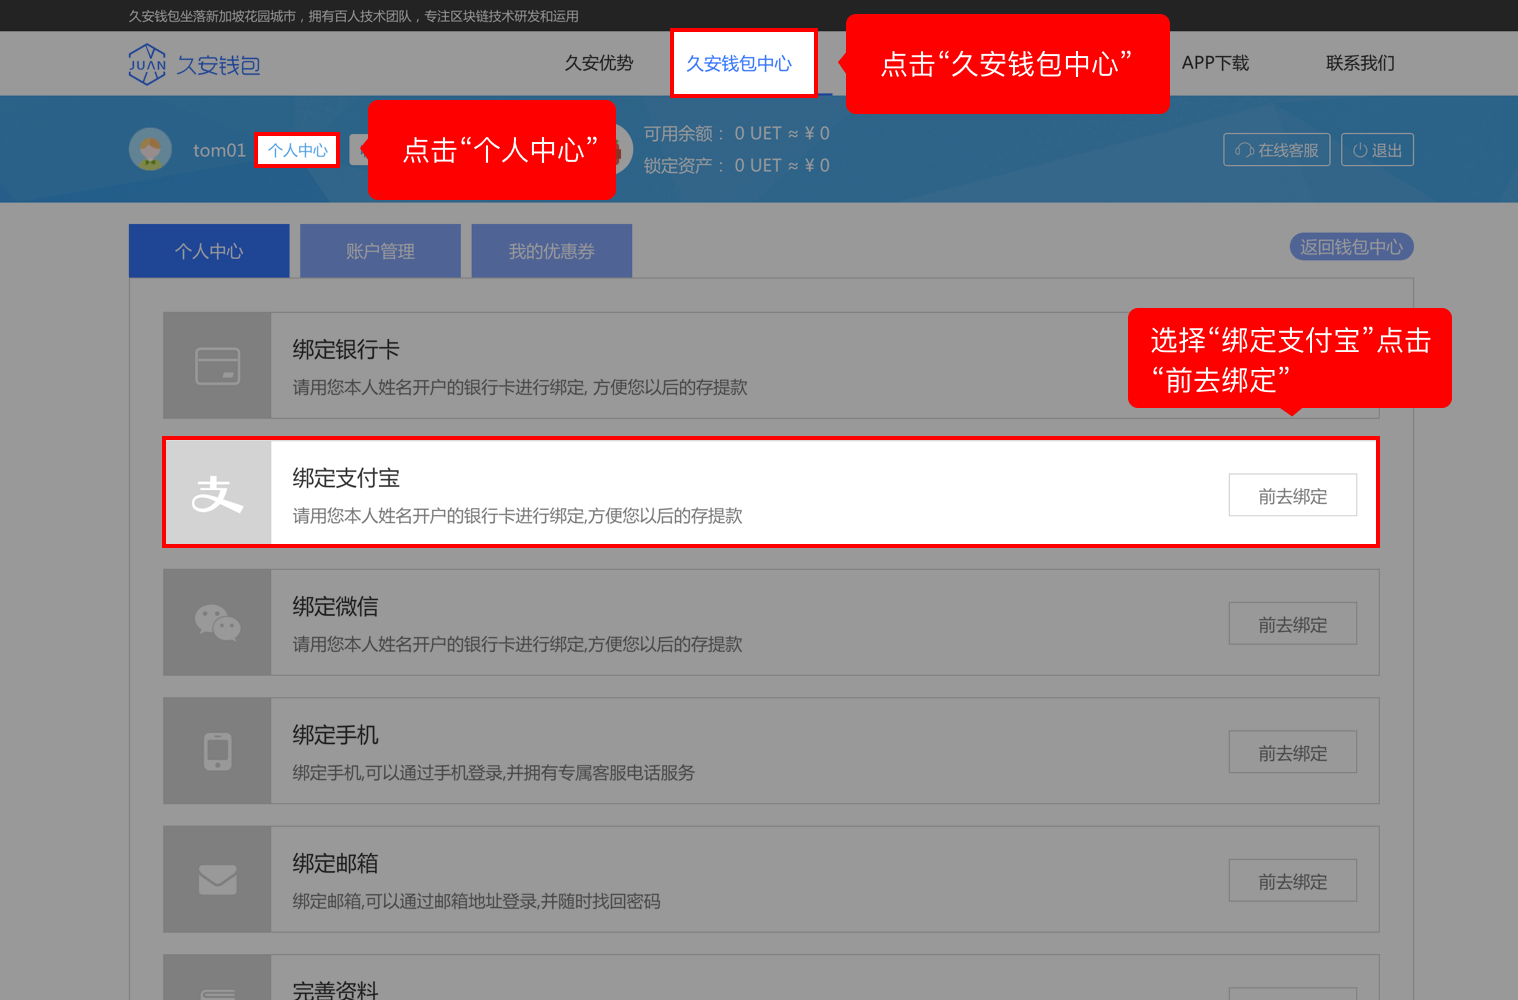 久安钱包坐落新加坡花园城市，拥有百人技术团队，专注区块链技术研发和运用
JUAN 久安钱包
久安优势
久安钱包中心
点击“久安钱包中心”
APP下载
联系我们
tom01
个人中心
点击“个人中心”
可用余额： 0 UET ≈ ¥ 0
锁定资产： 0 UET ≈ ¥ 0
在线客服
退出
个人中心
账户管理
我的优惠券
返回钱包中心
绑定银行卡
请用您本人姓名开户的银行卡进行绑定, 方便您以后的存提款
选择“绑定支付宝”点击
“前去绑定”
支
绑定支付宝
请用您本人姓名开户的银行卡进行绑定,方便您以后的存提款
前去绑定
绑定微信
请用您本人姓名开户的银行卡进行绑定,方便您以后的存提款
前去绑定
绑定手机
绑定手机,可以通过手机登录,并拥有专属客服电话服务
前去绑定
绑定邮箱
绑定邮箱,可以通过邮箱地址登录,并随时找回密码
前去绑定
完善资料